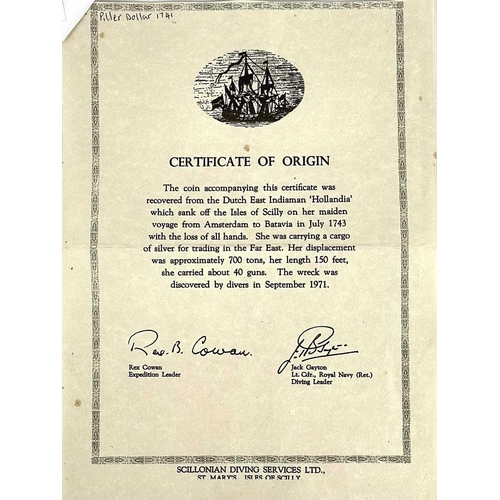 Piller Dollar 1741
CERTIFICATE OF ORIGIN
The coin accompanying this certificate was
recovered from the Dutch East Indiaman 'Hollandia'
which sank off the Isles of Scilly on her maiden
voyage from Amsterdam to Batavia in July 1743
with the loss of all hands. She was carrying a cargo
of silver for trading in the Far East. Her displacement
was approximately 700 tons, her length 150 feet,
she carried about 40 guns. The wreck was
discovered by divers in September 1971.
Rex. B. Cowan.
Rex Cowan
Expedition Leader
Jack Gayton
Lt. Cdr., Royal Navy (Ret.)
Diving Leader
SCILLONIAN DIVING SERVICES LTD.,
ST. MARY'S, ISLES OF SCILLY